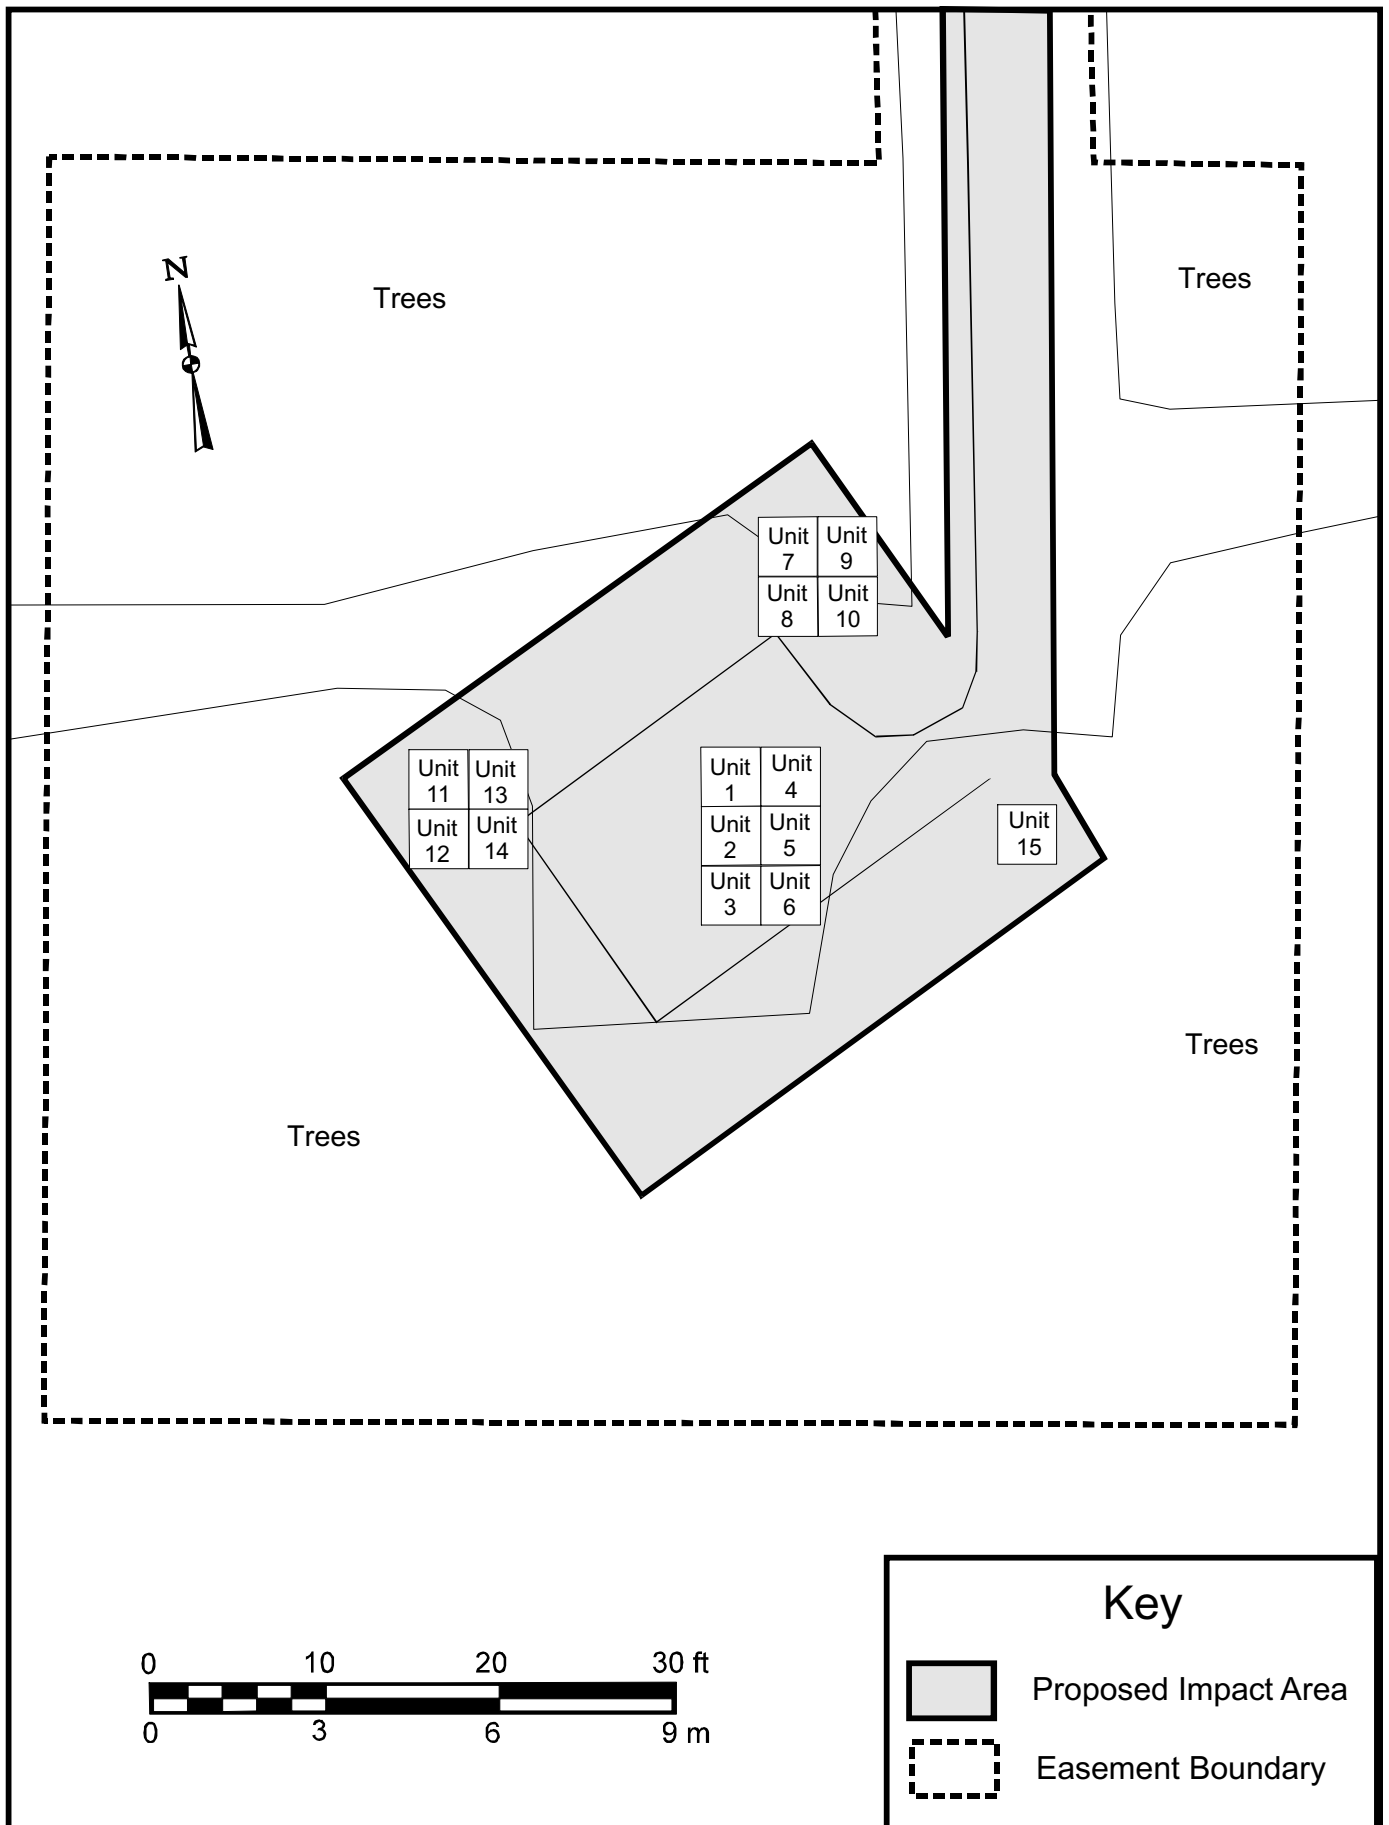 N
Trees
Trees
Unit
7
Unit
9
Unit
8
Unit
10
Unit
11
Unit
13
Unit
12
Unit
14
Unit
1
Unit
4
Unit
2
Unit
5
Unit
3
Unit
6
Unit
15
Trees
Trees
0 10 20 30 ft
0 3 6 9 m
Key
Proposed Impact Area
Easement Boundary